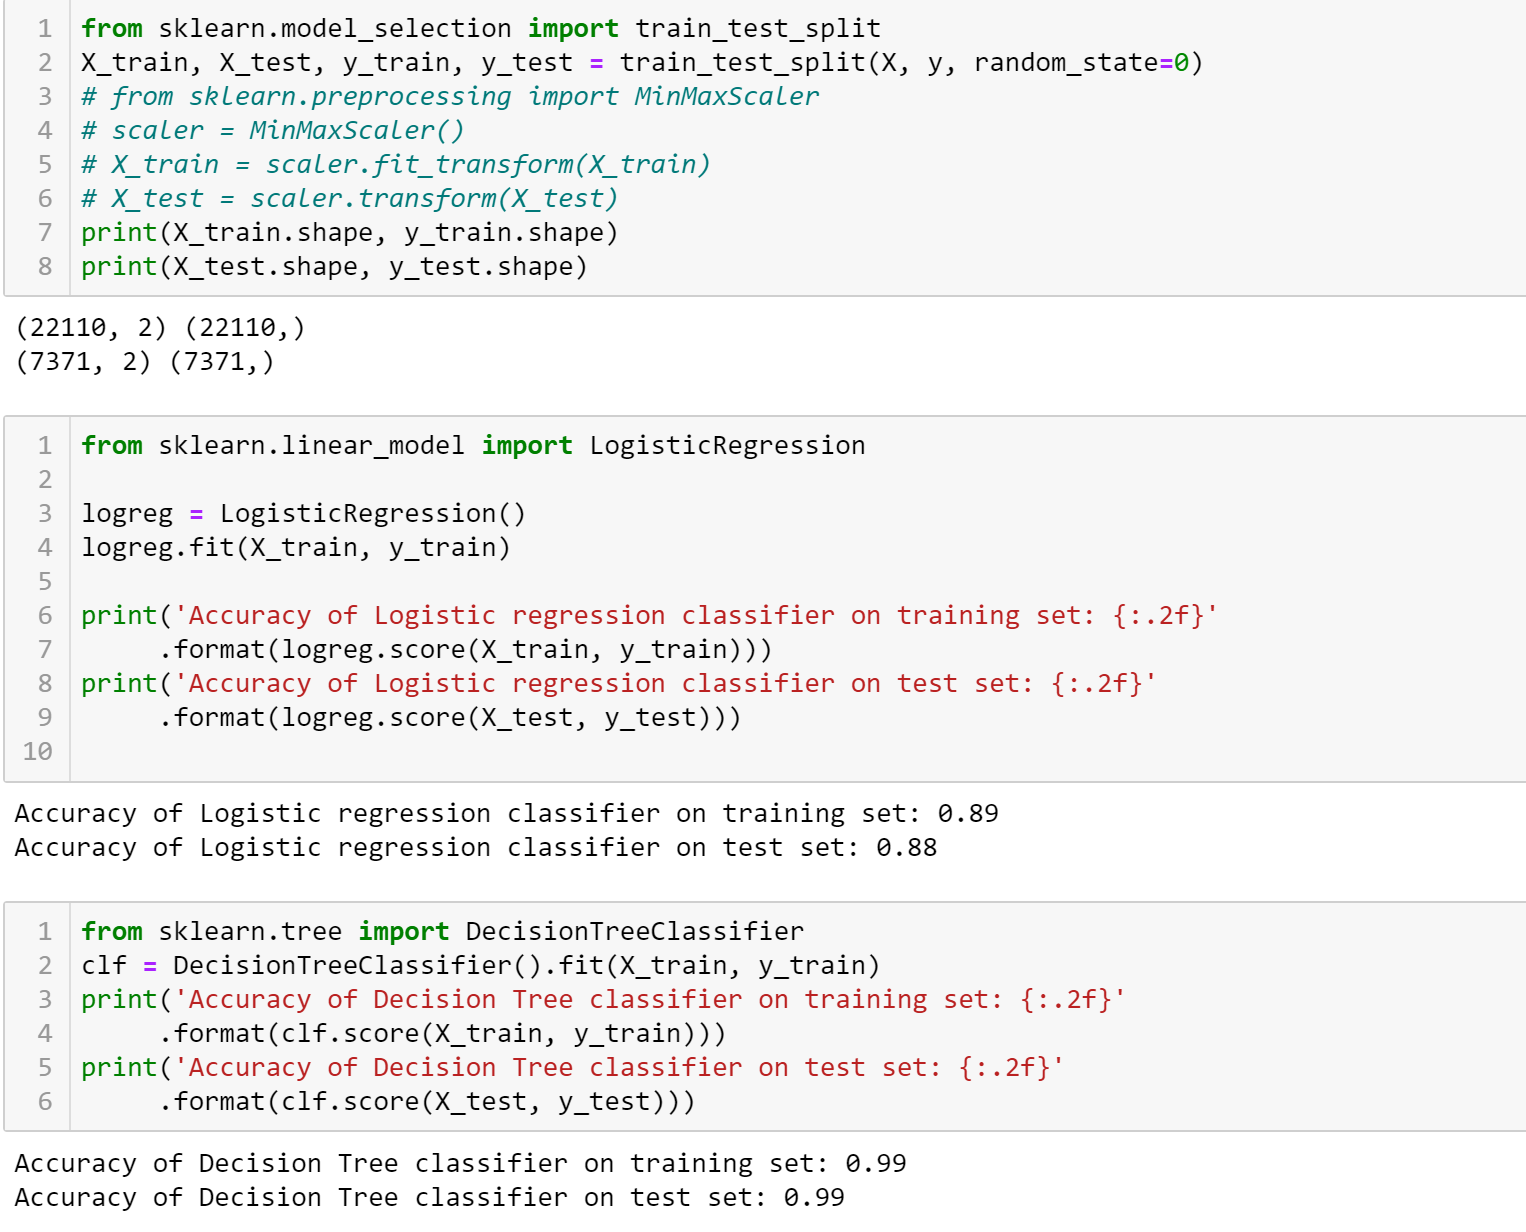 1 from sklearn.model_selection import train_test_split
2 X_train, X_test, y_train, y_test = train_test_split(X, y, random_state=0)
3 # from sklearn.preprocessing import MinMaxScaler
4 # scaler = MinMaxScaler()
5 # X_train = scaler.fit_transform(X_train)
6 # X_test = scaler.transform(X_test)
7 print(X_train.shape, y_train.shape)
8 print(X_test.shape, y_test.shape)
(22110, 2) (22110,)
(7371, 2) (7371,)
1 from sklearn.linear_model import LogisticRegression
2
3 logreg = LogisticRegression()
4 logreg.fit(X_train, y_train)
5
6 print('Accuracy of Logistic regression classifier on training set: {:.2f}'
7      .format(logreg.score(X_train, y_train)))
8 print('Accuracy of Logistic regression classifier on test set: {:.2f}'
9      .format(logreg.score(X_test, y_test)))
10
Accuracy of Logistic regression classifier on training set: 0.89
Accuracy of Logistic regression classifier on test set: 0.88
1 from sklearn.tree import DecisionTreeClassifier
2 clf = DecisionTreeClassifier().fit(X_train, y_train)
3 print('Accuracy of Decision Tree classifier on training set: {:.2f}'
4      .format(clf.score(X_train, y_train)))
5 print('Accuracy of Decision Tree classifier on test set: {:.2f}'
6      .format(clf.score(X_test, y_test)))
Accuracy of Decision Tree classifier on training set: 0.99
Accuracy of Decision Tree classifier on test set: 0.99